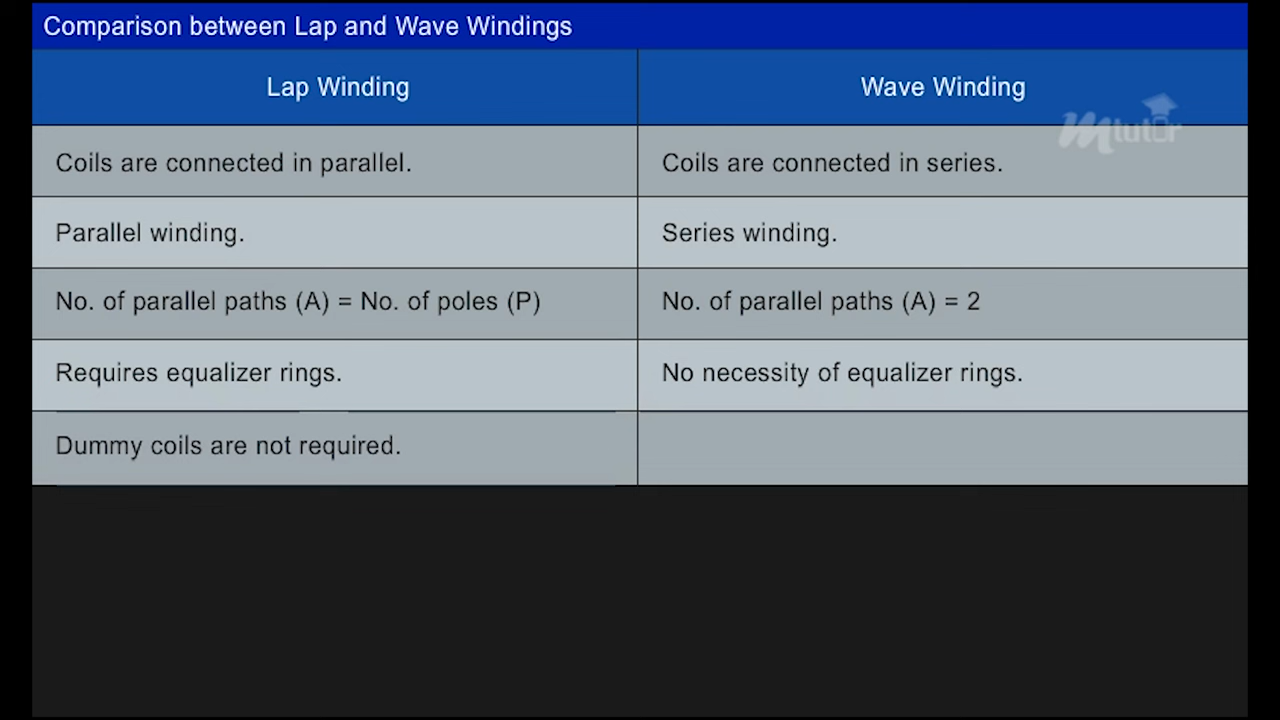 Comparison between Lap and Wave Windings
Lap Winding
Wave Winding
Mtutor
Coils are connected in parallel.
Coils are connected in series.
Parallel winding.
Series winding.
No. of parallel paths (A) = No. of poles (P)
No. of parallel paths (A) = 2
Requires equalizer rings.
No necessity of equalizer rings.
Dummy coils are not required.